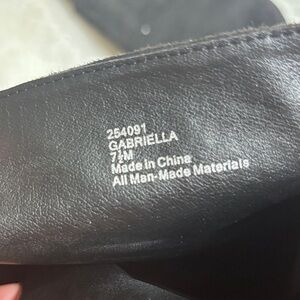 254091
GABRIELLA
7½M
Made in China
All Man-Made Materials